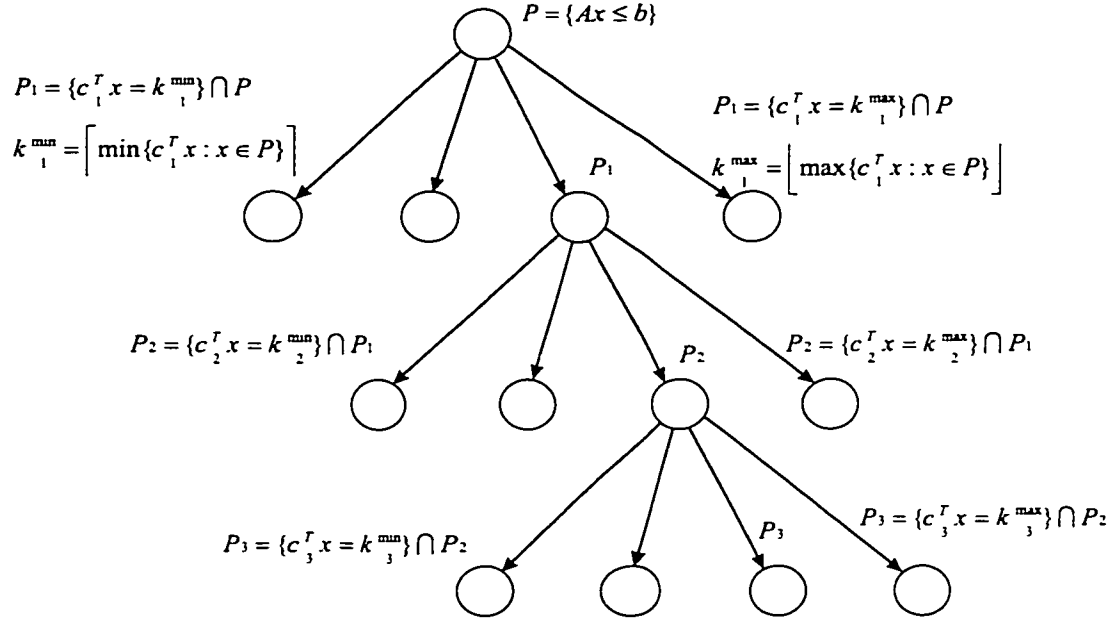 P = {Ax ≤ b}
P₁ = {c₁ᵀx = k₁ᵐⁱⁿ} ⋂ P
k₁ᵐⁱⁿ = ⌈min{c₁ᵀx : x ∈ P}⌉
P₁ = {c₁ᵀx = k₁ᵐᵃˣ} ⋂ P
k₁ᵐᵃˣ = ⌊max{c₁ᵀx : x ∈ P}⌋
P₁
P₂ = {c₂ᵀx = k₂ᵐⁱⁿ} ⋂ P₁
P₂
P₂ = {c₂ᵀx = k₂ᵐᵃˣ} ⋂ P₁
P₃ = {c₃ᵀx = k₃ᵐⁱⁿ} ⋂ P₂
P₃
P₃ = {c₃ᵀx = k₃ᵐᵃˣ} ⋂ P₂